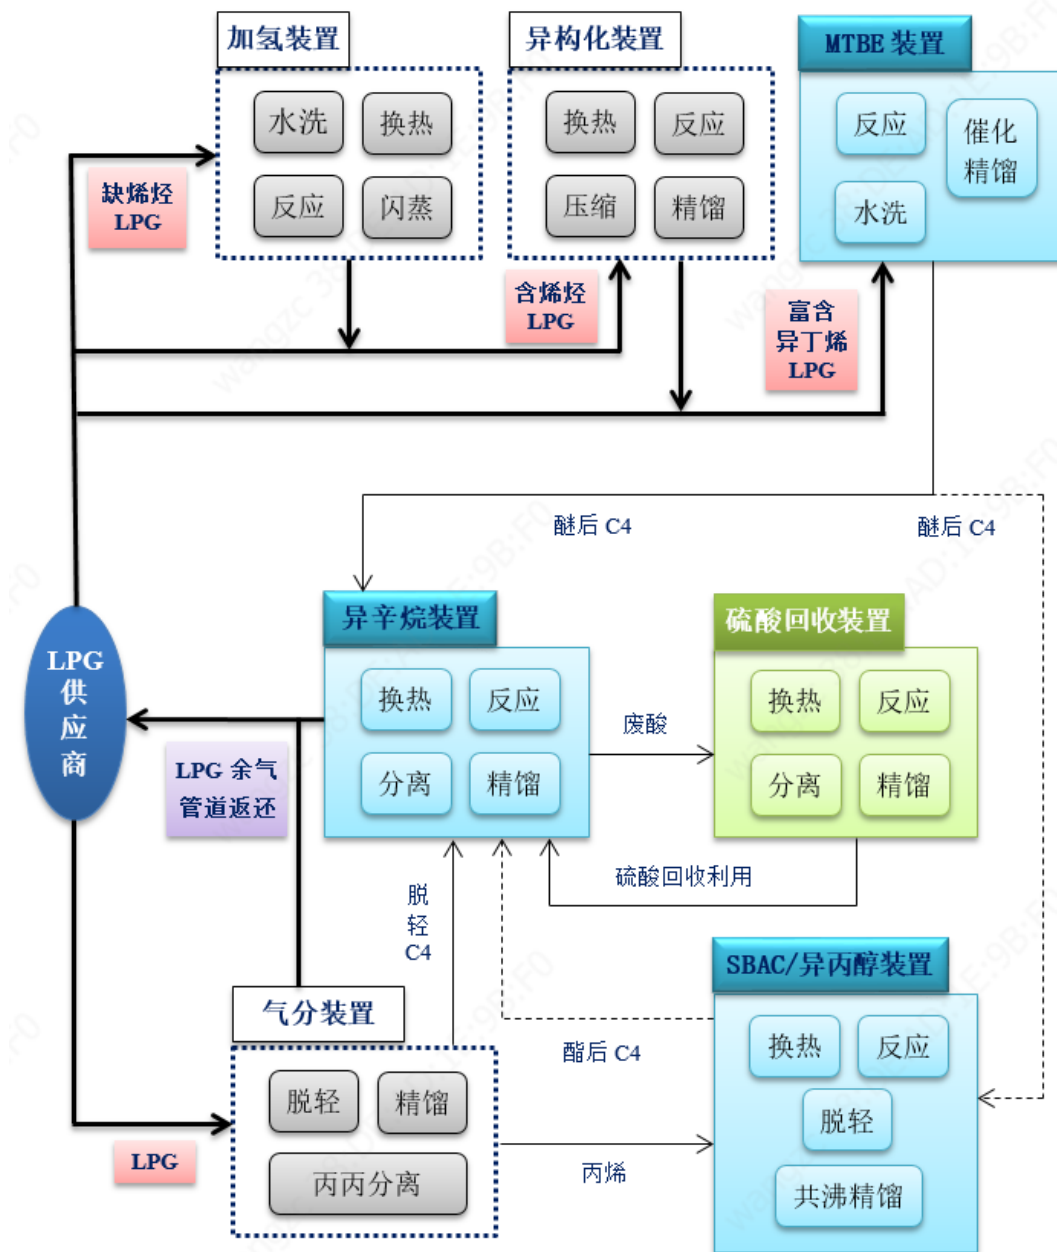 加氢装置
水洗
换热
反应
闪蒸
异构化装置
换热
反应
压缩
精馏
MTBE 装置
反应
催化
精馏
水洗
缺烯烃
LPG
含烯烃
LPG
富含
异丁烯
LPG
醚后 C4
醚后 C4
LPG
供
应
商
异辛烷装置
换热
反应
分离
精馏
废酸
硫酸回收装置
换热
反应
分离
精馏
LPG 余气
管道返还
硫酸回收利用
脱
轻
C4
酯后 C4
气分装置
脱轻
精馏
丙丙分离
LPG
丙烯
SBAC/异丙醇装置
换热
反应
脱轻
共沸精馏